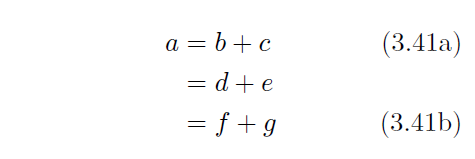 a = b + c (3.41a)
= d + e
= f + g (3.41b)